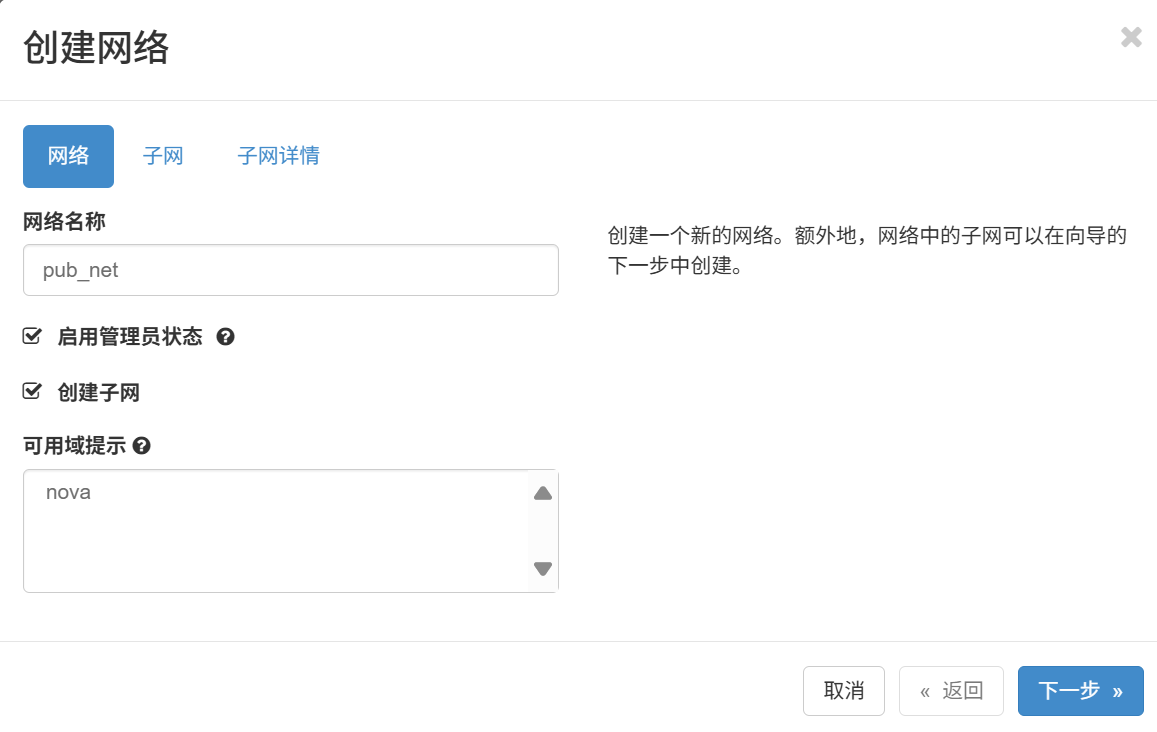 创建网络
网络 子网 子网详情
网络名称
pub_net
启用管理员状态
创建子网
可用域提示
nova
创建一个新的网络。额外地，网络中的子网可以在向导的
下一步中创建。
取消 « 返回 下一步 »